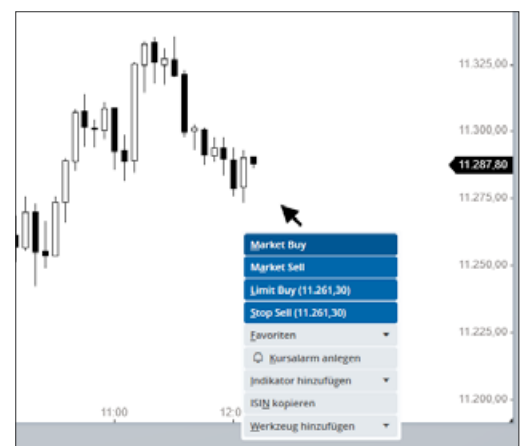 11.325,00
11.300,00
11.287,80
11.275,00
Market Buy
Market Sell
11.250,00
Limit Buy (11.261,30)
Stop Sell (11.261,30)
Favoriten
11.225,00
Kursalarm anlegen
Indikator hinzufügen
ISIN kopieren
11.200,00
11:00
12:0
Werkzeug hinzufügen